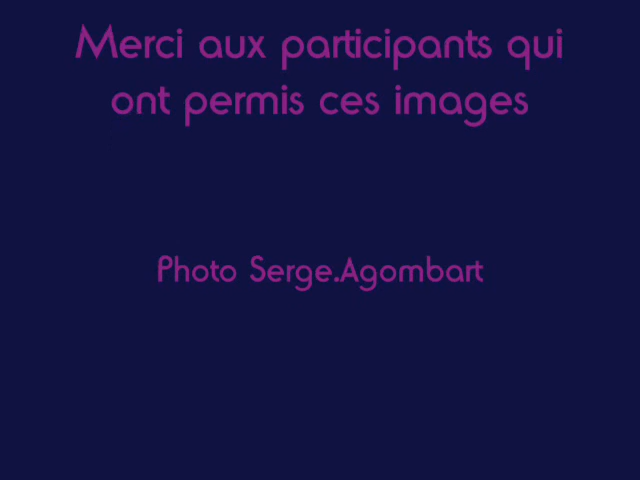 Merci aux participants qui
ont permis ces images
Photo Serge.Agombart